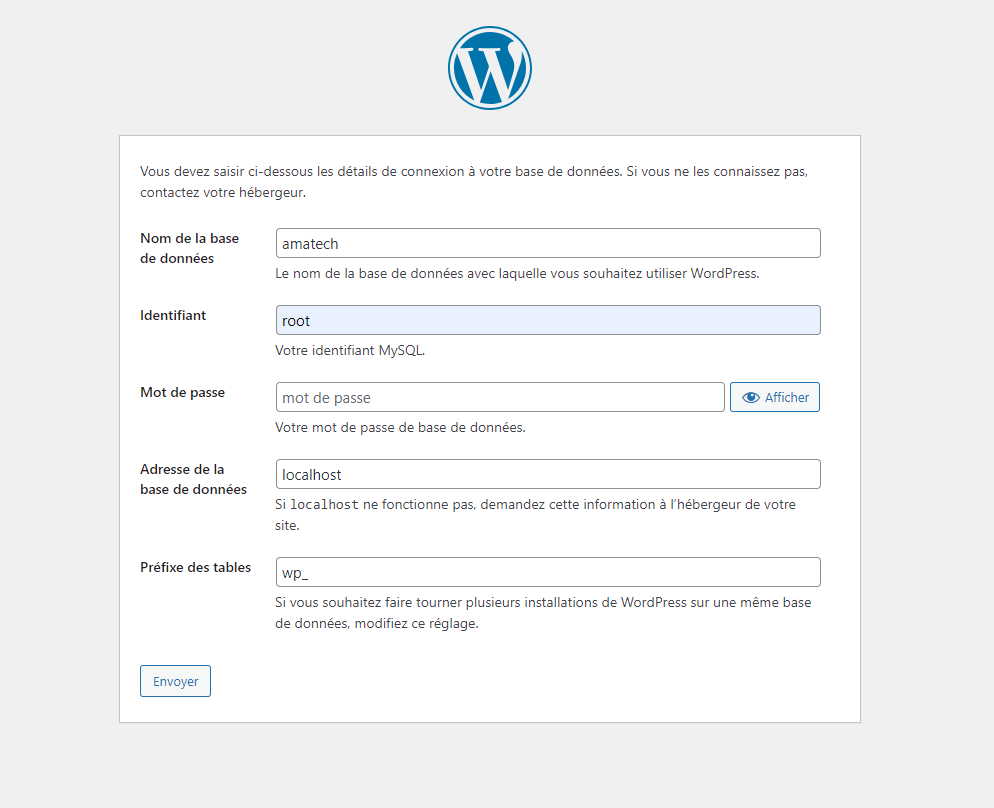 Vous devez saisir ci-dessous les détails de connexion à votre base de données. Si vous ne les connaissez pas,
contactez votre hébergeur.
Nom de la base
de données
amatech
Le nom de la base de données avec laquelle vous souhaitez utiliser WordPress.
Identifiant
root
Votre identifiant MySQL.
Mot de passe
mot de passe
Afficher
Votre mot de passe de base de données.
Adresse de la
base de données
localhost
Si localhost ne fonctionne pas, demandez cette information à l’hébergeur de votre
site.
Préfixe des tables
wp_
Si vous souhaitez faire tourner plusieurs installations de WordPress sur une même base
de données, modifiez ce réglage.
Envoyer